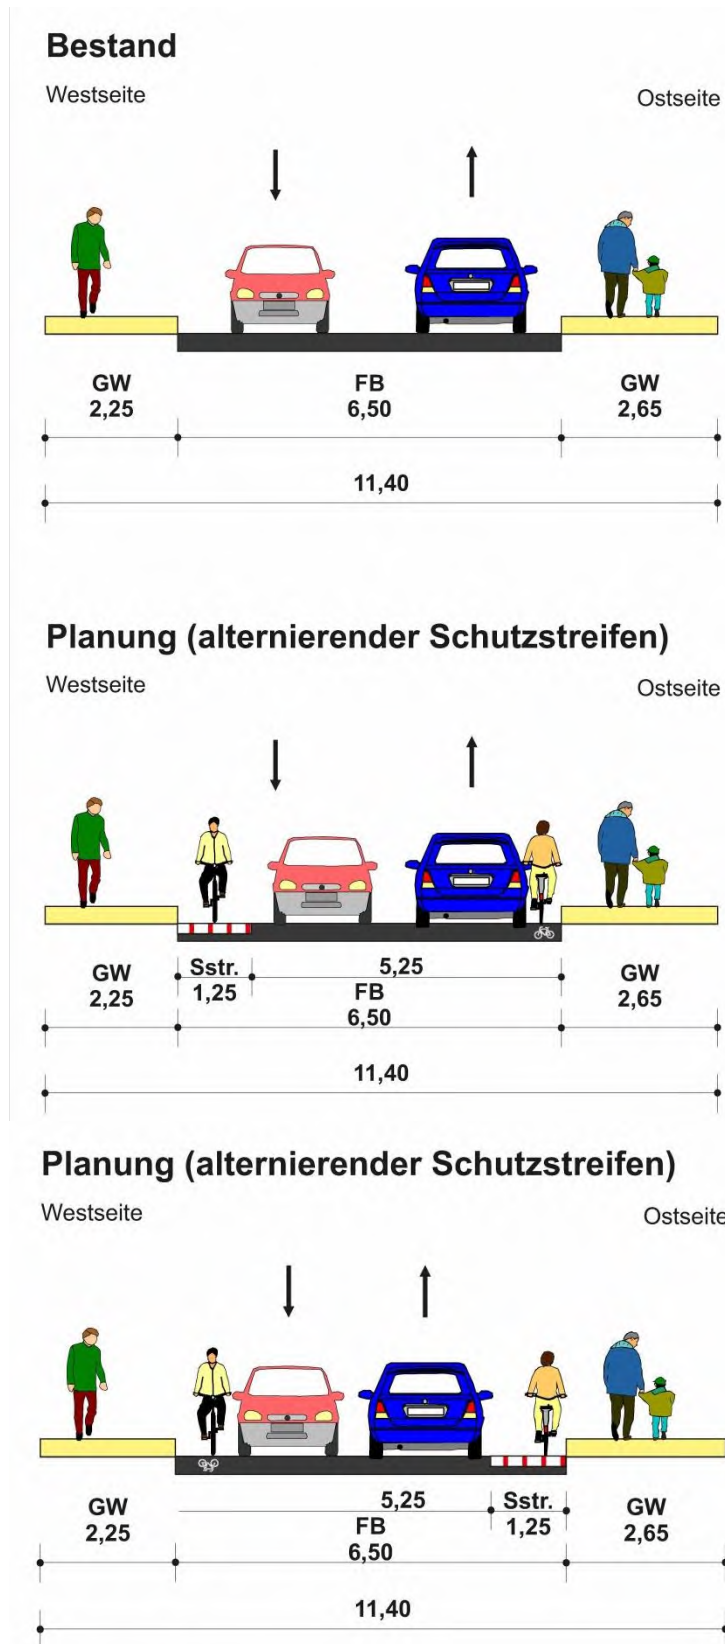 Bestand
Westseite Ostseite
GW FB GW
2,25 6,50 2,65
11,40
Planung (alternierender Schutzstreifen)
Westseite Ostseite
GW Sstr. 5,25 GW
2,25 1,25 FB 2,65
6,50
11,40
Planung (alternierender Schutzstreifen)
Westseite Ostseite
GW 5,25 Sstr. GW
2,25 FB 1,25 2,65
6,50
11,40